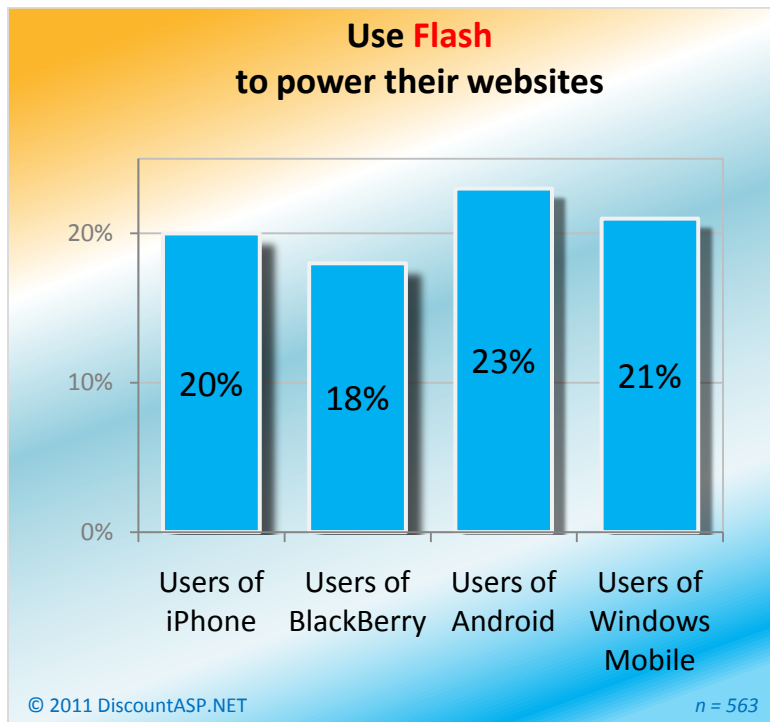 Use Flash
to power their websites
20%
10%
0%
20%
18%
23%
21%
Users of
iPhone
Users of
BlackBerry
Users of
Android
Users of
Windows
Mobile
© 2011 DiscountASP.NET
n = 563